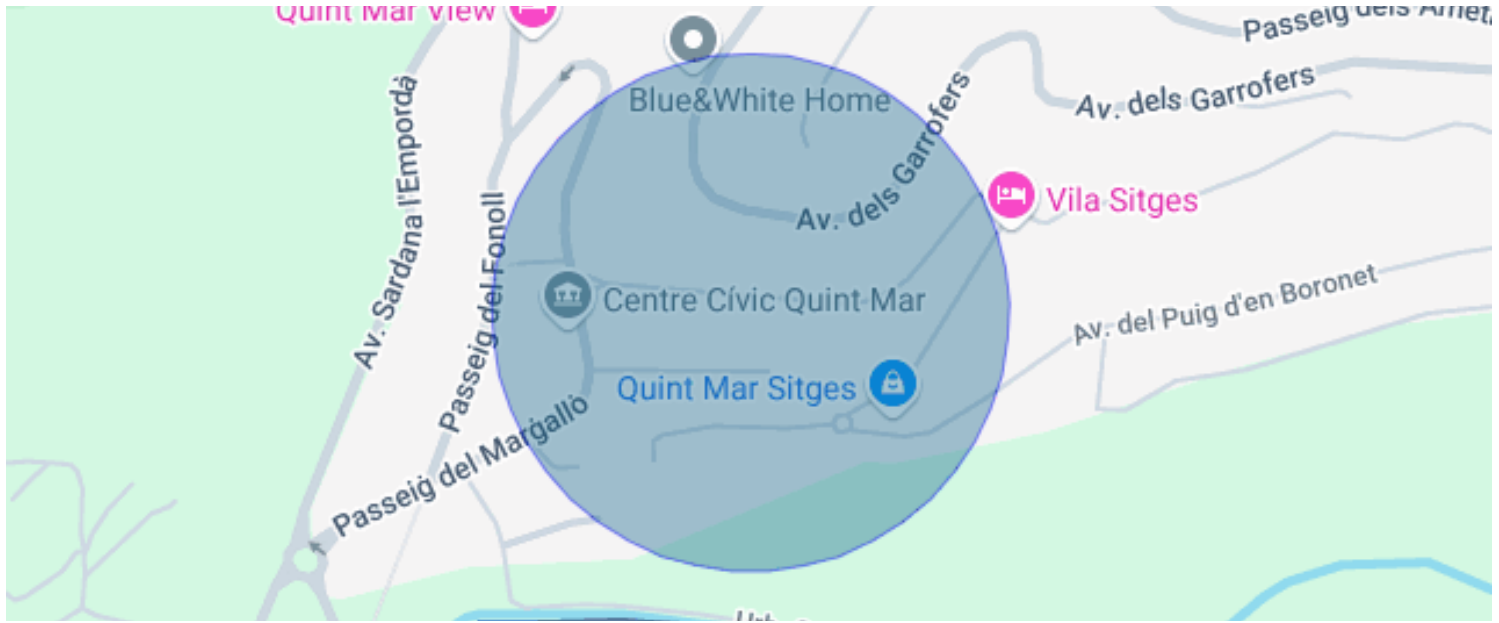 Quint Mar View
Passeig dels Amet
Blue&White Home
Av. dels Garrofers
Av. dels Garrofers
Av. Sardana l'Empordà
Passeig del Fonoll
Vila Sitges
Av. dels Garrofers
Centre Cívic Quint Mar
Av. del Puig d'en Boronet
Quint Mar Sitges
Passeig del Margalló